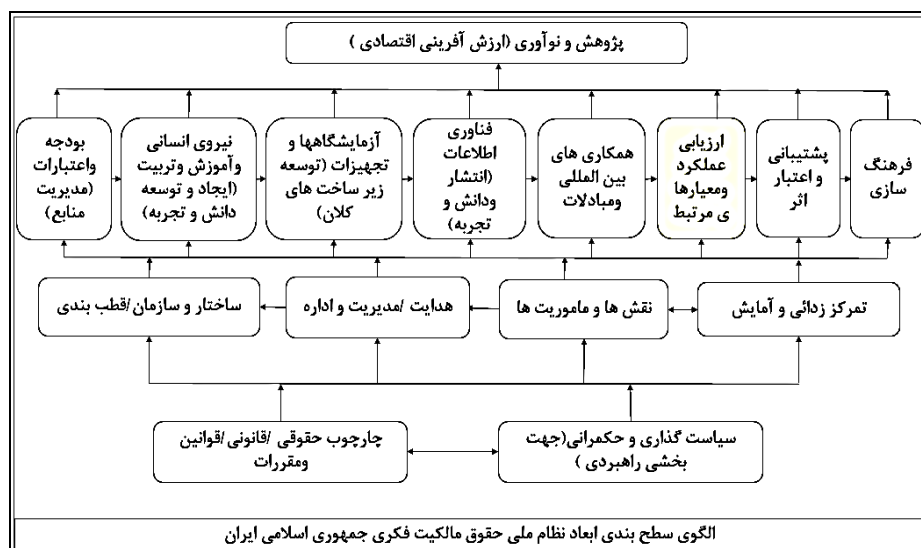 پژوهش و نوآوری (ارزش آفرینی اقتصادی )
فرهنگ
سازی
پشتیبانی
و اعتبار
اثر
ارزیابی
عملکرد
ومعیارها
ی مرتبط
همکاری های
بین المللی
ومبادلات
فناوری
اطلاعات
(انتشار
ودانش و
تجربه)
آزمایشگاهها و
تجهیزات (توسعه
زیر ساخت های
کلان)
نیروی انسانی
وآموزش وتربیت
(ایجاد و توسعه
دانش و تجربه)
بودجه
واعتبارات
(مدیریت
منابع)
تمرکز زدائی و آمایش
نقش ها و ماموریت ها
هدایت /مدیریت و اداره
ساختار و سازمان /قطب بندی
سیاست گذاری و حکمرانی(جهت
بخشی راهبردی )
چارچوب حقوقی /قانونی/قوانین
ومقررات
الگوی سطح بندی ابعاد نظام ملی حقوق مالکیت فکری جمهوری اسلامی ایران